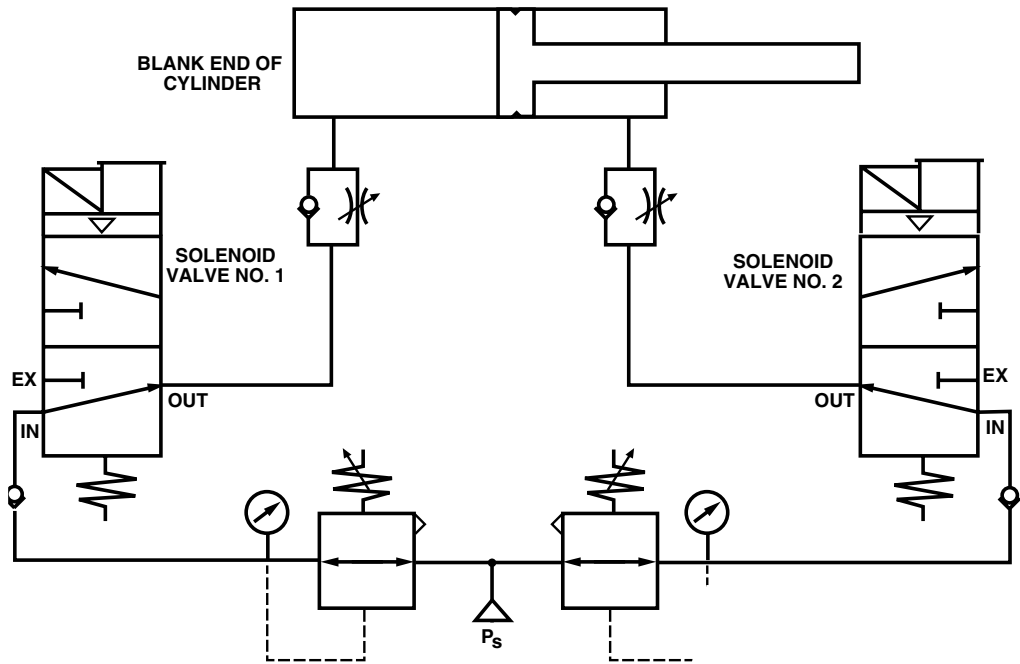 BLANK END OF
CYLINDER
SOLENOID
VALVE NO. 1
SOLENOID
VALVE NO. 2
EX
OUT
IN
EX
OUT
IN
Ps